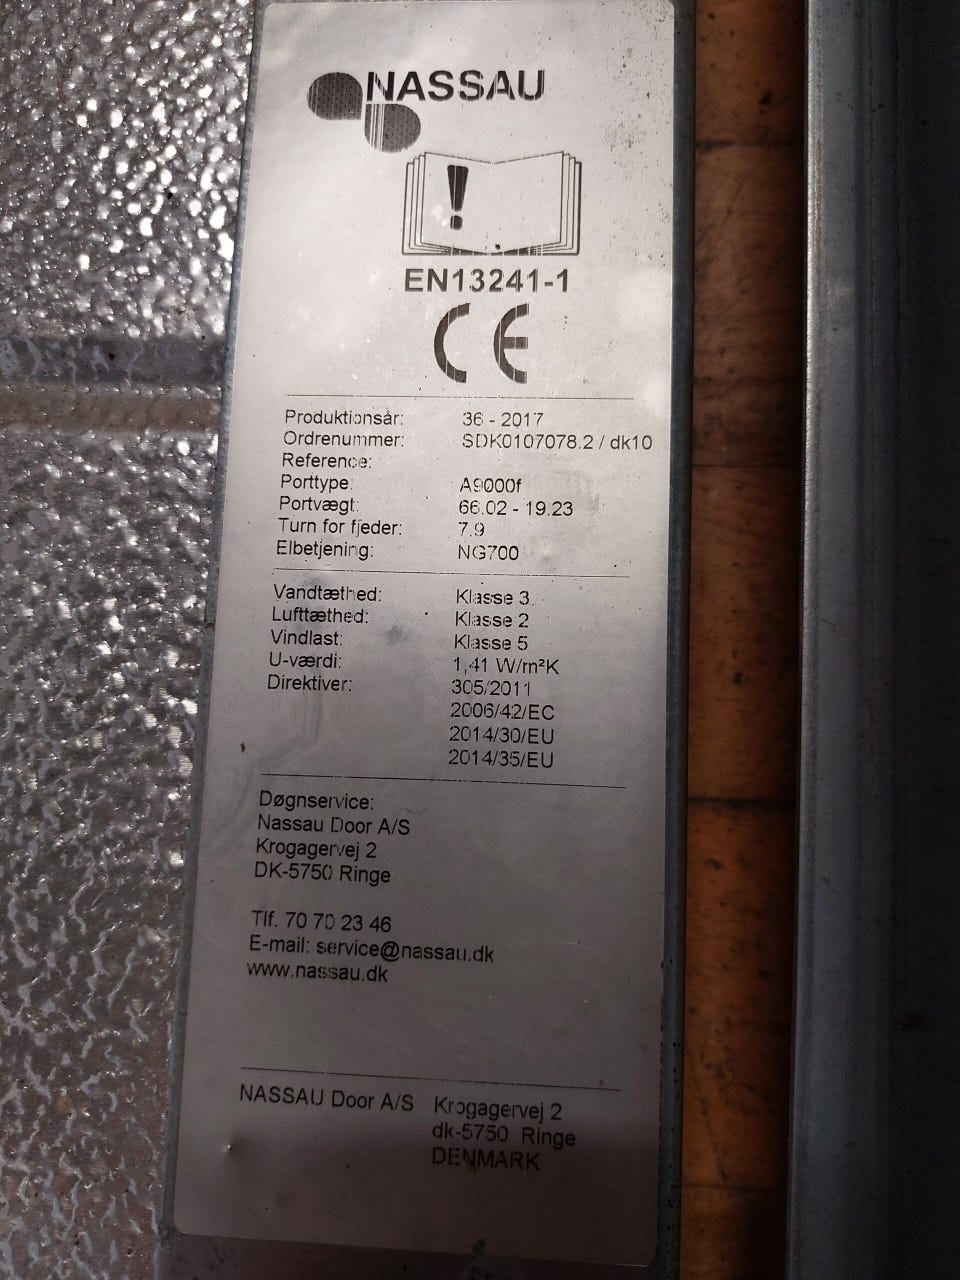 NASSAU
!
EN13241-1
CE
Produktionsår: 36 - 2017
Ordrenummer: SDK0107078.2 / dk10
Reference:
Porttype: A9000f
Portvægt: 66.02 - 19.23
Turn for fjeder: 7.9
Elbetjening: NG700
Vandtæthed: Klasse 3
Lufttæthed: Klasse 2
Vindlast: Klasse 5
U-værdi: 1,41 W/m²K
Direktiver: 305/2011
2006/42/EC
2014/30/EU
2014/35/EU
Døgnservice:
Nassau Door A/S
Krogagervej 2
DK-5750 Ringe
Tlf. 70 70 23 46
E-mail: service@nassau.dk
www.nassau.dk
NASSAU Door A/S Krogagervej 2
dk-5750 Ringe
DENMARK